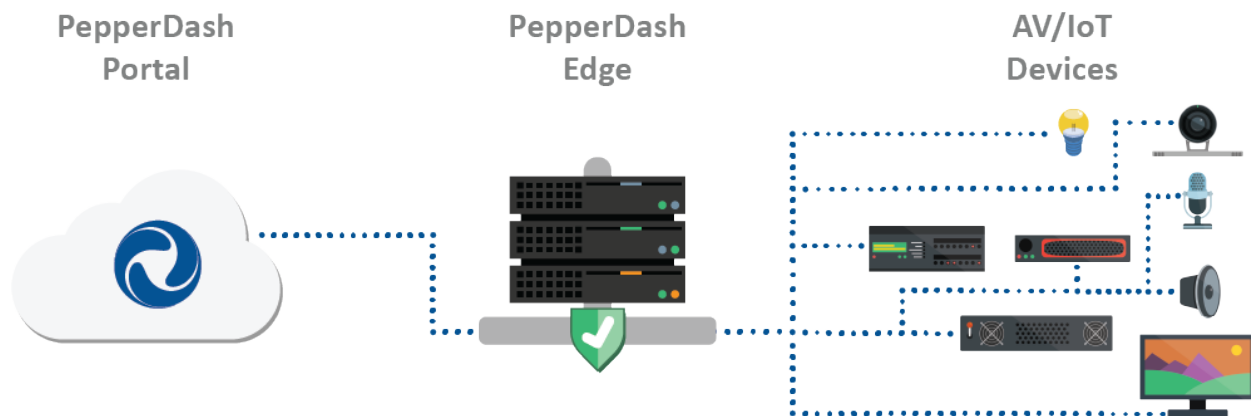 PepperDash
Portal
PepperDash
Edge
AV/IoT
Devices